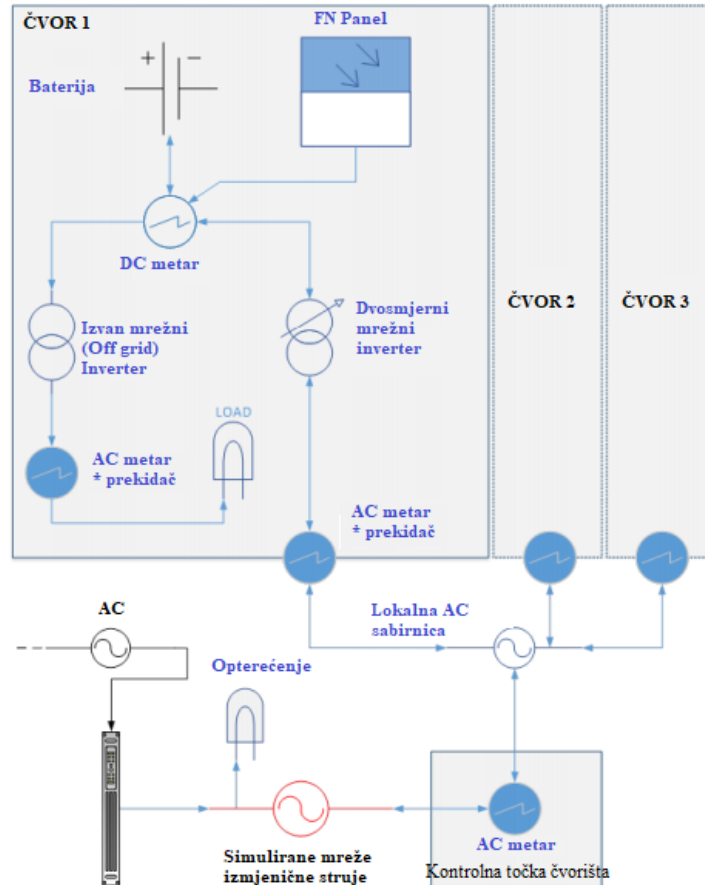 ČVOR 1
FN Panel
+ −
Baterija
DC metar
Izvan mrežni
(Off grid)
Inverter
Dvosmjerni
mrežni
inverter
ČVOR 2
ČVOR 3
LOAD
AC metar
* prekidač
AC metar
* prekidač
AC
Lokalna AC
sabirnica
Opterećenje
Simulirane mreže
izmjenične struje
AC metar
Kontrolna točka čvorišta